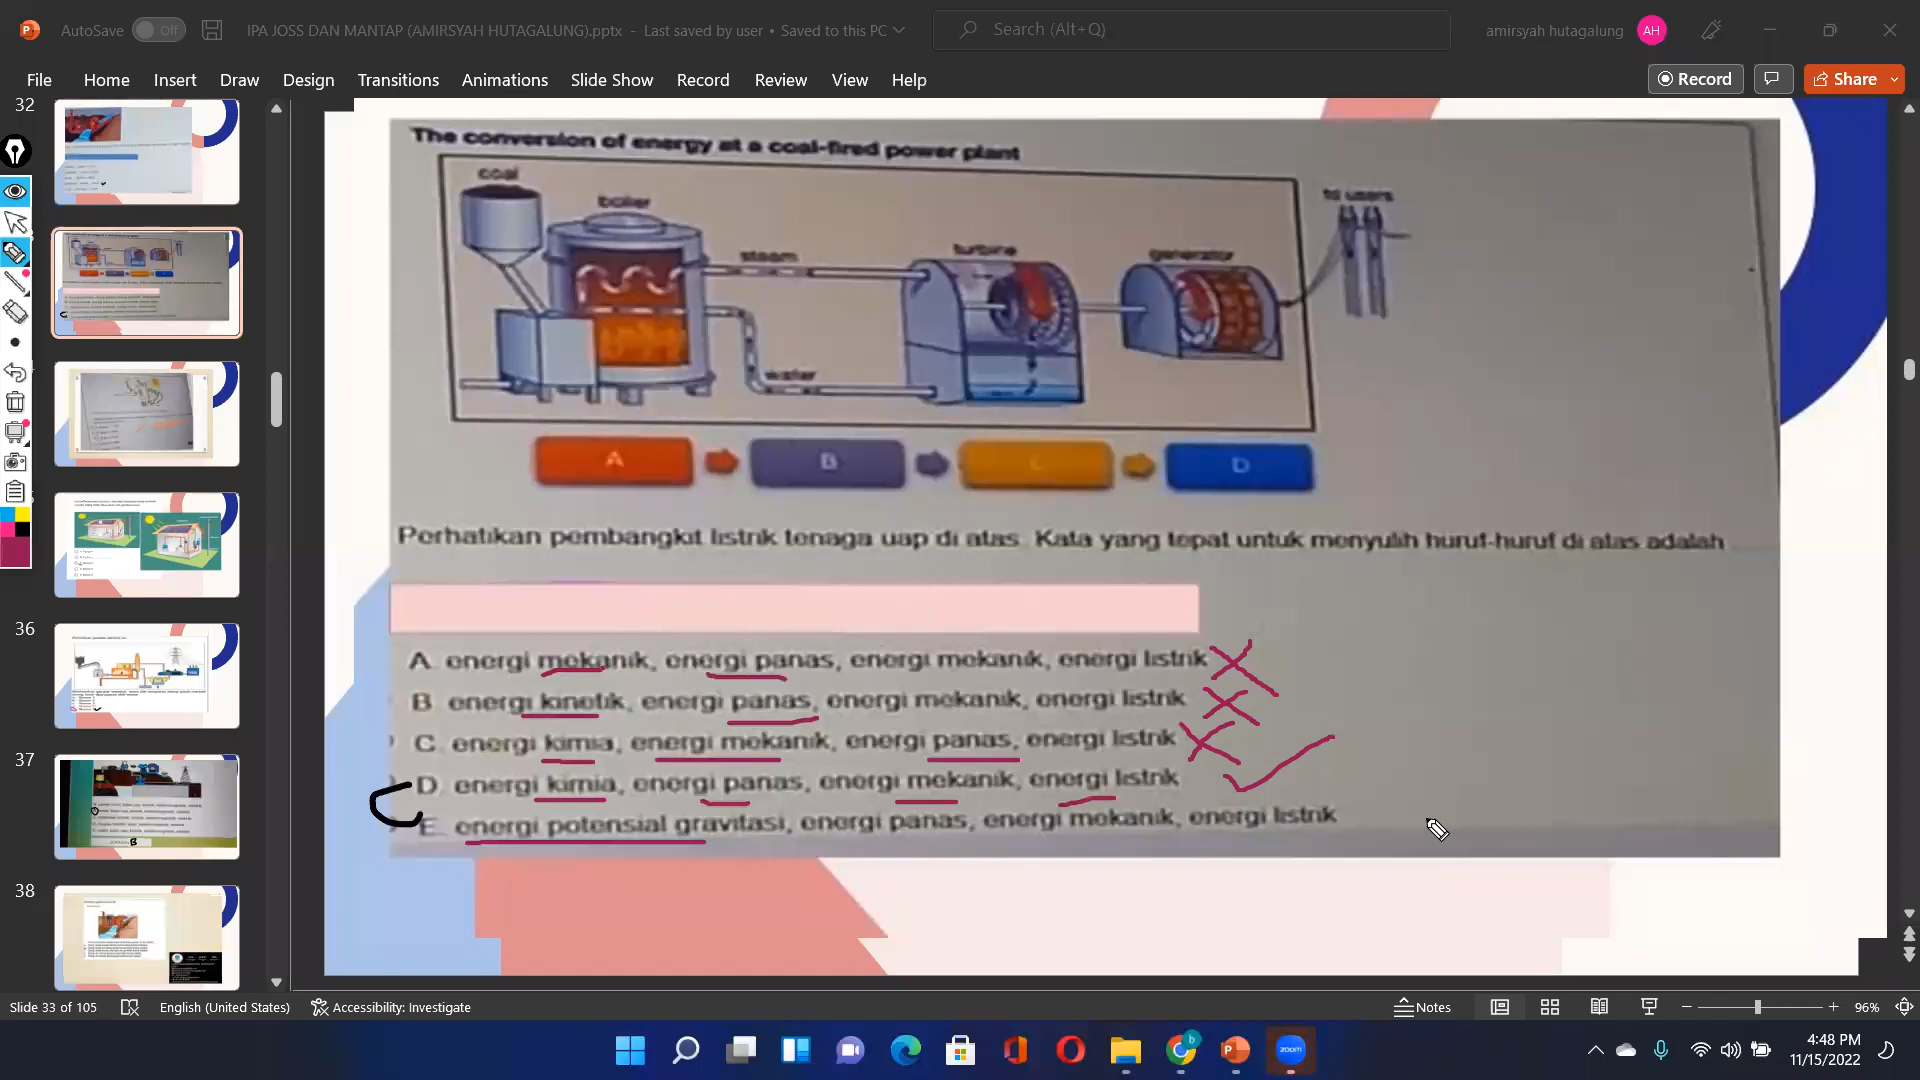 AutoSave Off IPA JOSS DAN MANTAP (AMIRSYAH HUTAGALUNG).pptx - Last saved by user • Saved to this PC Search (Alt+Q) amirsyah hutagalung AH
File Home Insert Draw Design Transitions Animations Slide Show Record Review View Help Record Share
32
36
37
38
The conversion of energy at a coal-fired power plant
coal
boiler
to users
steam
turbine
generator
water
A B C D
Perhatikan pembangkit listrik tenaga uap di atas. Kata yang tepat untuk menyulih huruf-huruf di atas adalah
A. energi mekanik, energi panas, energi mekanik, energi listrik
B. energi kinetik, energi panas, energi mekanik, energi listrik
C. energi kimia, energi mekanik, energi panas, energi listrik
D. energi kimia, energi panas, energi mekanik, energi listrik
E. energi potensial gravitasi, energi panas, energi mekanik, energi listrik
Slide 33 of 105 English (United States) Accessibility: Investigate Notes 96%
zoom
4:48 PM
11/15/2022